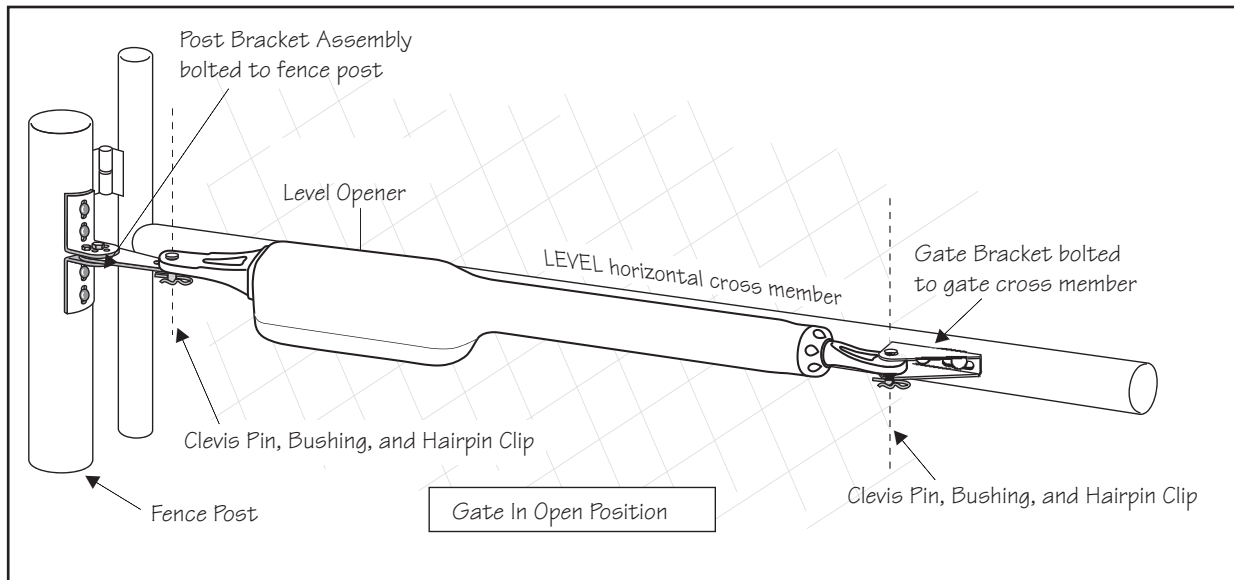 Post Bracket Assembly
bolted to fence post
Level Opener
LEVEL horizontal cross member
Gate Bracket bolted
to gate cross member
Clevis Pin, Bushing, and Hairpin Clip
Clevis Pin, Bushing, and Hairpin Clip
Fence Post
Gate In Open Position